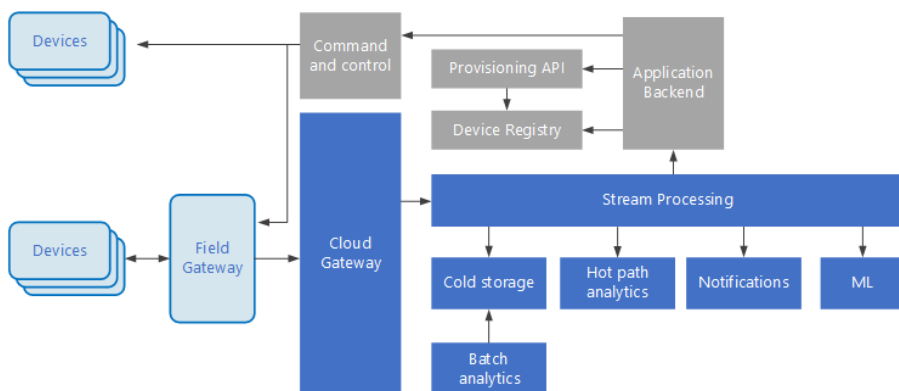 Devices
Command
and control
Provisioning API
Application
Backend
Device Registry
Stream Processing
Devices
Field
Gateway
Cloud
Gateway
Cold storage
Hot path
analytics
Notifications
ML
Batch
analytics